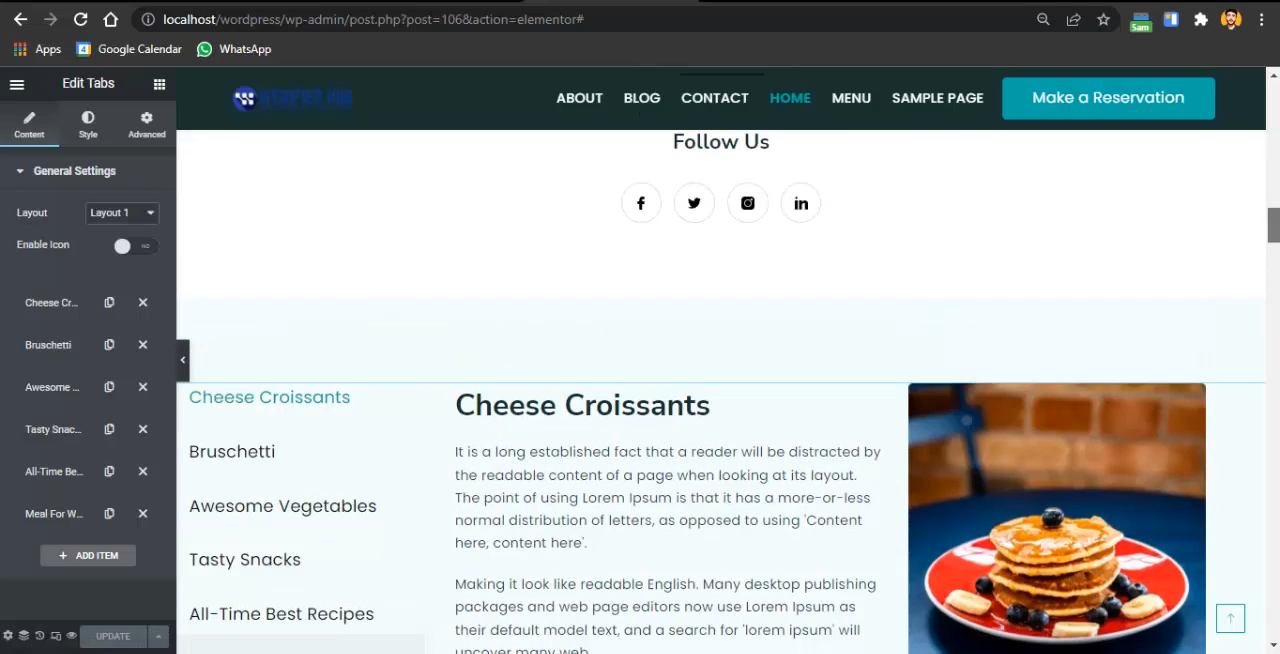 localhost/wordpress/wp-admin/post.php?post=106&action=elementor#
Sam
Apps
4
Google Calendar
WhatsApp
Edit Tabs
Content
Style
Advanced
General Settings
Layout
Layout 1
Enable Icon
NO
Cheese Cr...
Bruschetti
Awesome ...
Tasty Snac...
All-Time Be...
Meal For W...
+ ADD ITEM
UPDATE
ABOUT
BLOG
CONTACT
HOME
MENU
SAMPLE PAGE
Make a Reservation
Follow Us
Cheese Croissants
Bruschetti
Awesome Vegetables
Tasty Snacks
All-Time Best Recipes
Cheese Croissants
It is a long established fact that a reader will be distracted by
the readable content of a page when looking at its layout.
The point of using Lorem Ipsum is that it has a more-or-less
normal distribution of letters, as opposed to using 'Content
here, content here'.
Making it look like readable English. Many desktop publishing
packages and web page editors now use Lorem Ipsum as
their default model text, and a search for 'lorem ipsum' will
uncover many web